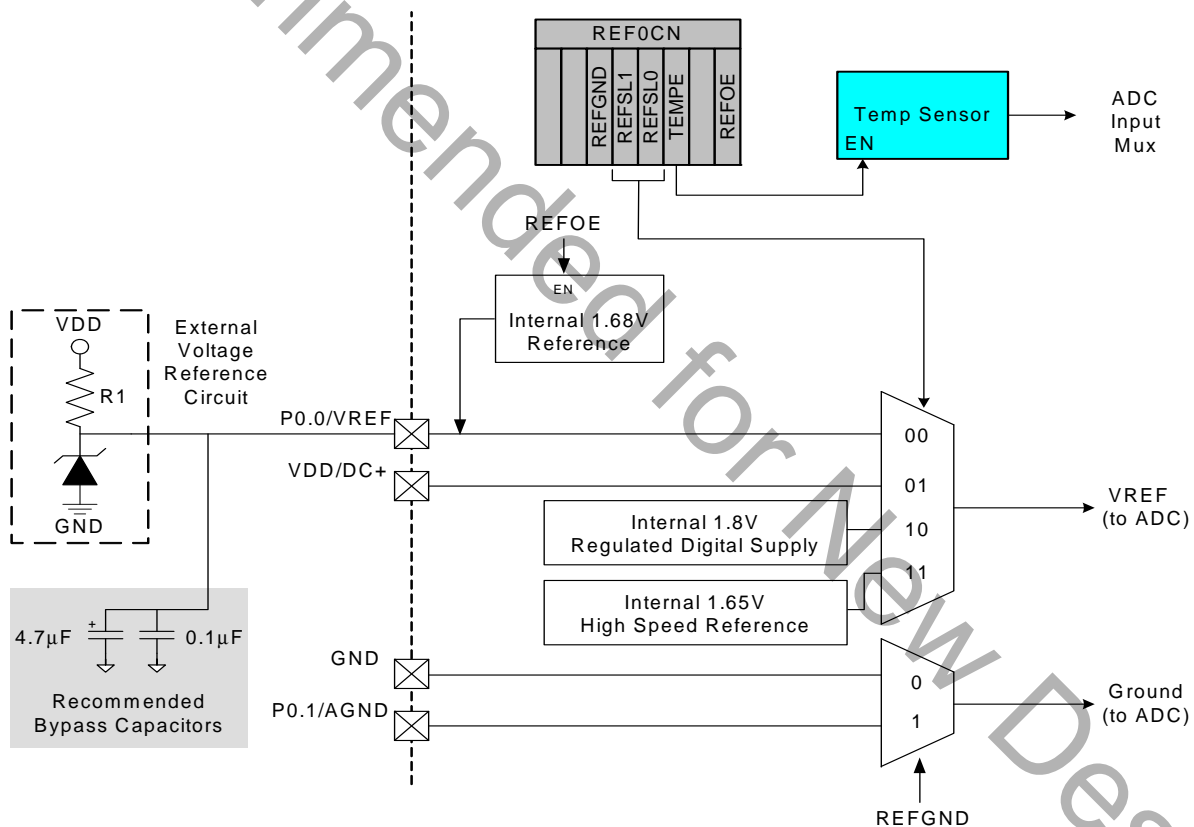 REF0CN
REFGND
REFSL1
REFSL0
TEMPE
REFOE
Temp Sensor
EN
ADC
Input
Mux
REFOE
EN
Internal 1.68V
Reference
VDD
R1
GND
External
Voltage
Reference
Circuit
P0.0/VREF
VDD/DC+
00
01
10
11
Internal 1.8V
Regulated Digital Supply
Internal 1.65V
High Speed Reference
VREF
(to ADC)
4.7µF
+
0.1µF
Recommended
Bypass Capacitors
GND
P0.1/AGND
0
1
Ground
(to ADC)
REFGND
mmended for New Des